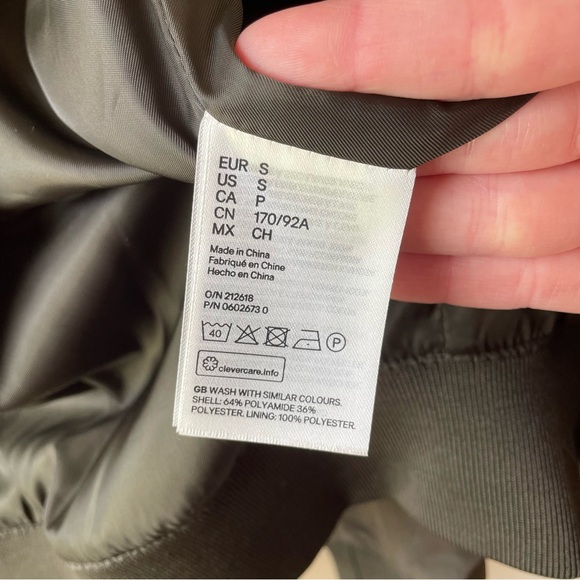 EUR S
US S
CA P
CN 170/92A
MX CH
Made in China
Fabriqué en Chine
Hecho en China
O/N 212618
P/N 0602673 0
40 P
clevercare.info
GB WASH WITH SIMILAR COLOURS.
SHELL: 64% POLYAMIDE 36%
POLYESTER. LINING: 100% POLYESTER.